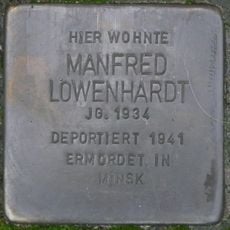 HIER WOHNTE
MANFRED
LÖWENHARDT
JG. 1934
DEPORTIERT 1941
ERMORDET IN
MINSK